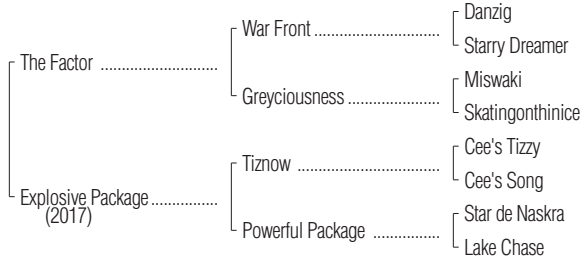 Danzig
War Front
Starry Dreamer
The Factor
Miswaki
Greyciousness
Skatingonthinice
Cee's Tizzy
Tiznow
Cee's Song
Explosive Package
(2017)
Star de Naskra
Powerful Package
Lake Chase